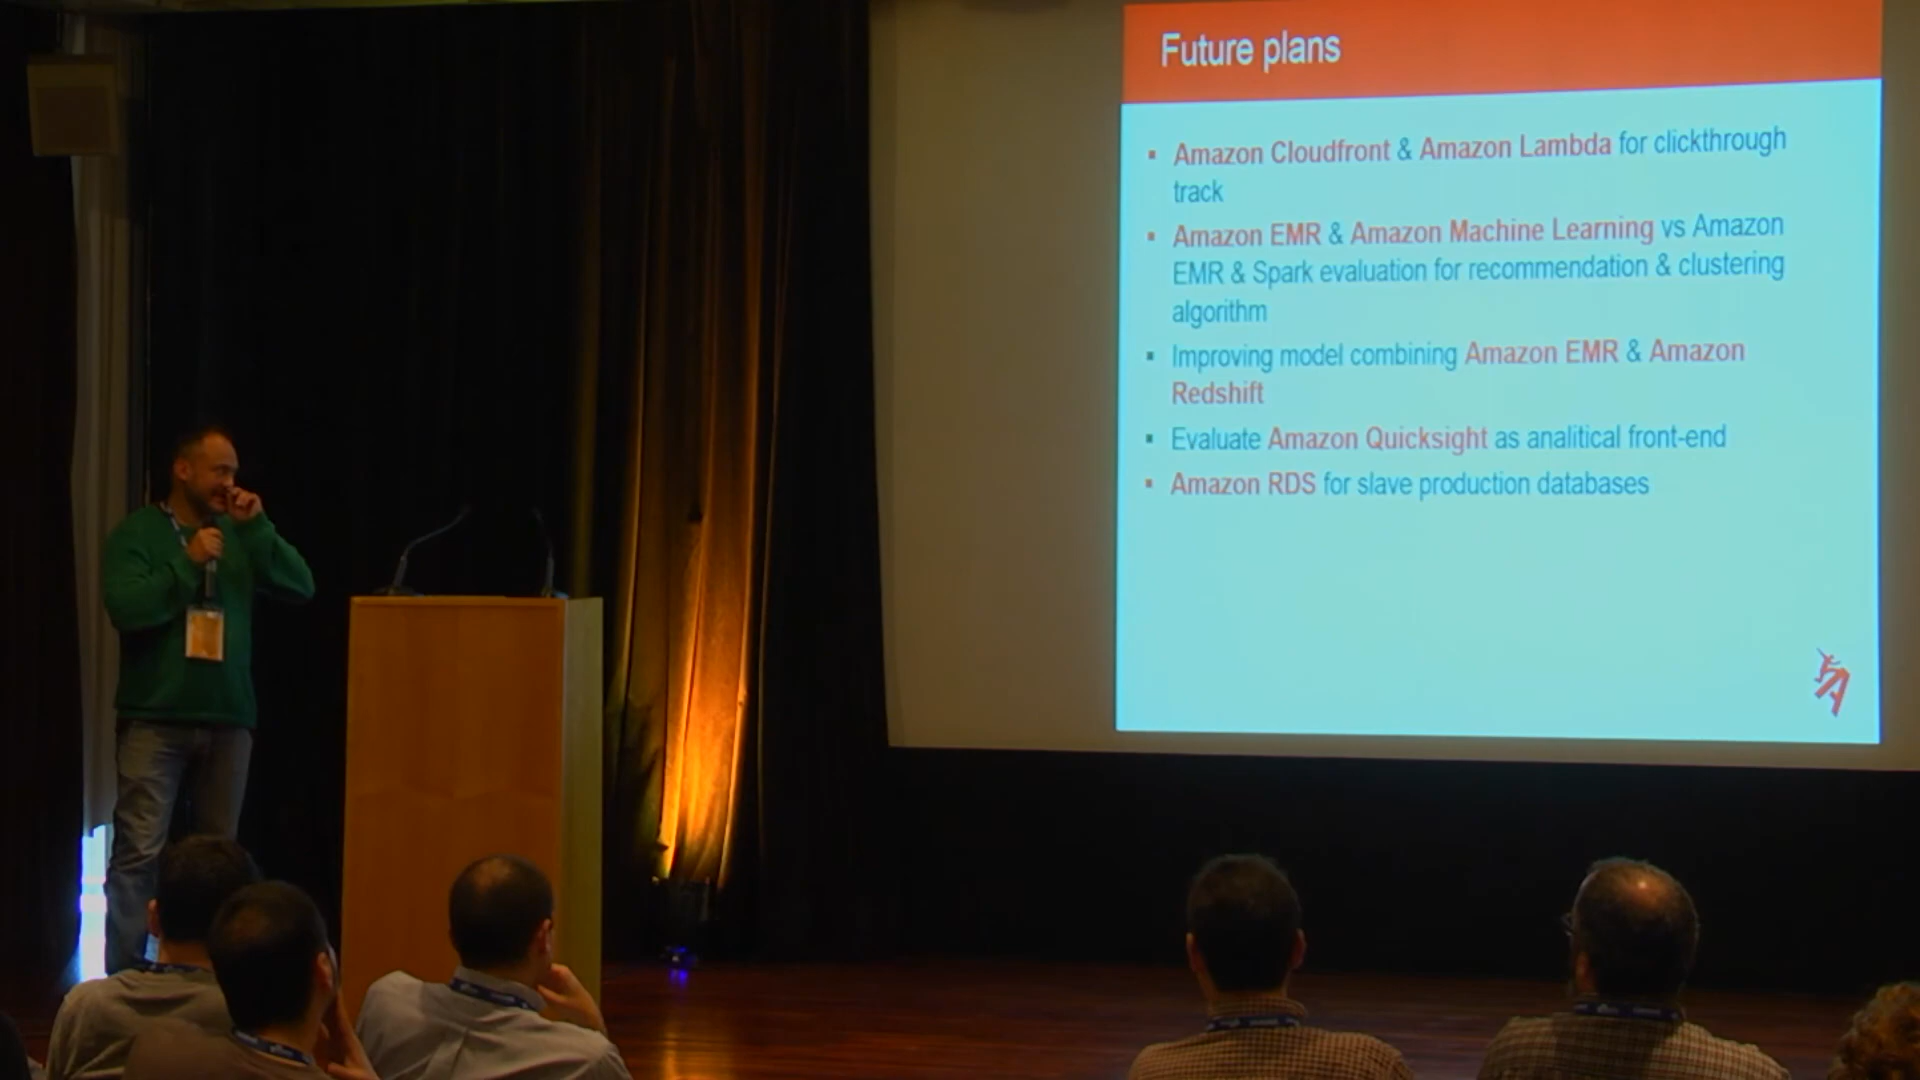 Future plans
Amazon Cloudfront & Amazon Lambda for clickthrough
track
Amazon EMR & Amazon Machine Learning vs Amazon
EMR & Spark evaluation for recommendation & clustering
algorithm
Improving model combining Amazon EMR & Amazon
Redshift
Evaluate Amazon Quicksight as analitical front-end
Amazon RDS for slave production databases